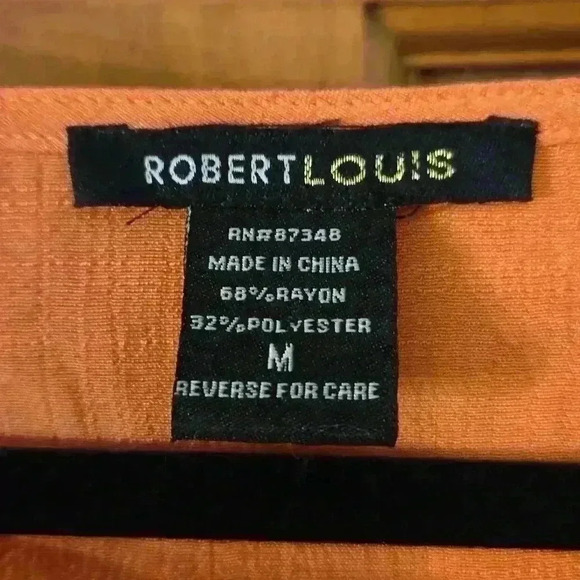 ROBERTLOUIS
RN#87348
MADE IN CHINA
68%RAYON
32%POLYESTER
M
REVERSE FOR CARE